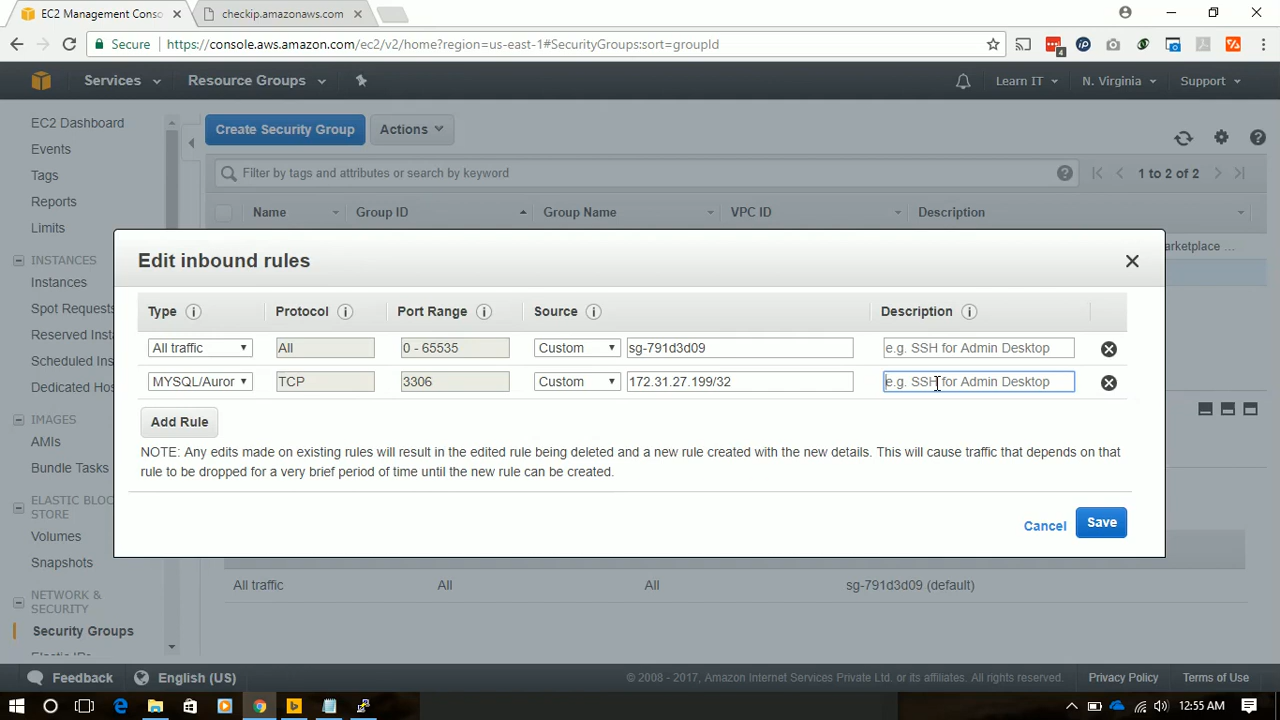 EC2 Management Conso
checkip.amazonaws.com
Secure
https://console.aws.amazon.com/ec2/v2/home?region=us-east-1#SecurityGroups:sort=groupId
4
Services
Resource Groups
Learn IT
N. Virginia
Support
EC2 Dashboard
Events
Tags
Reports
Limits
INSTANCES
Instances
Spot Requests
Reserved Inst
Scheduled Ins
Dedicated Hos
IMAGES
AMIs
Bundle Tasks
ELASTIC BLOC
STORE
Volumes
Snapshots
NETWORK &
SECURITY
Security Groups
Create Security Group
Actions
Filter by tags and attributes or search by keyword
1 to 2 of 2
Name
Group ID
Group Name
VPC ID
Description
arketplace ...
Edit inbound rules
Type
Protocol
Port Range
Source
Description
All traffic
All
0 - 65535
Custom
sg-791d3d09
e.g. SSH for Admin Desktop
MYSQL/Auror
TCP
3306
Custom
172.31.27.199/32
e.g. SSH for Admin Desktop
Add Rule
NOTE: Any edits made on existing rules will result in the edited rule being deleted and a new rule created with the new details. This will cause traffic that depends on that
rule to be dropped for a very brief period of time until the new rule can be created.
Cancel
Save
All traffic
All
All
sg-791d3d09 (default)
Feedback
English (US)
© 2008 - 2017, Amazon Internet Services Private Ltd. or its affiliates. All rights reserved.
Privacy Policy
Terms of Use
12:55 AM